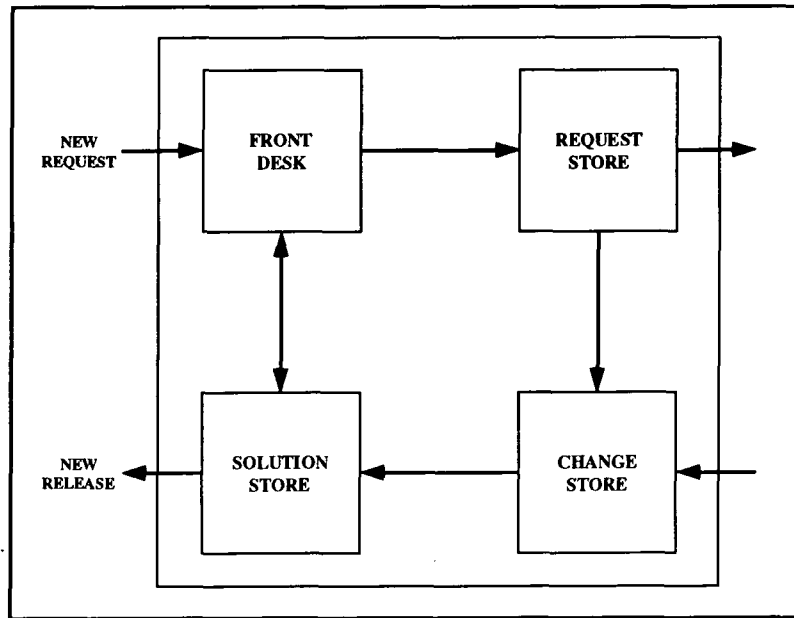 NEW
REQUEST
FRONT
DESK
REQUEST
STORE
NEW
RELEASE
SOLUTION
STORE
CHANGE
STORE